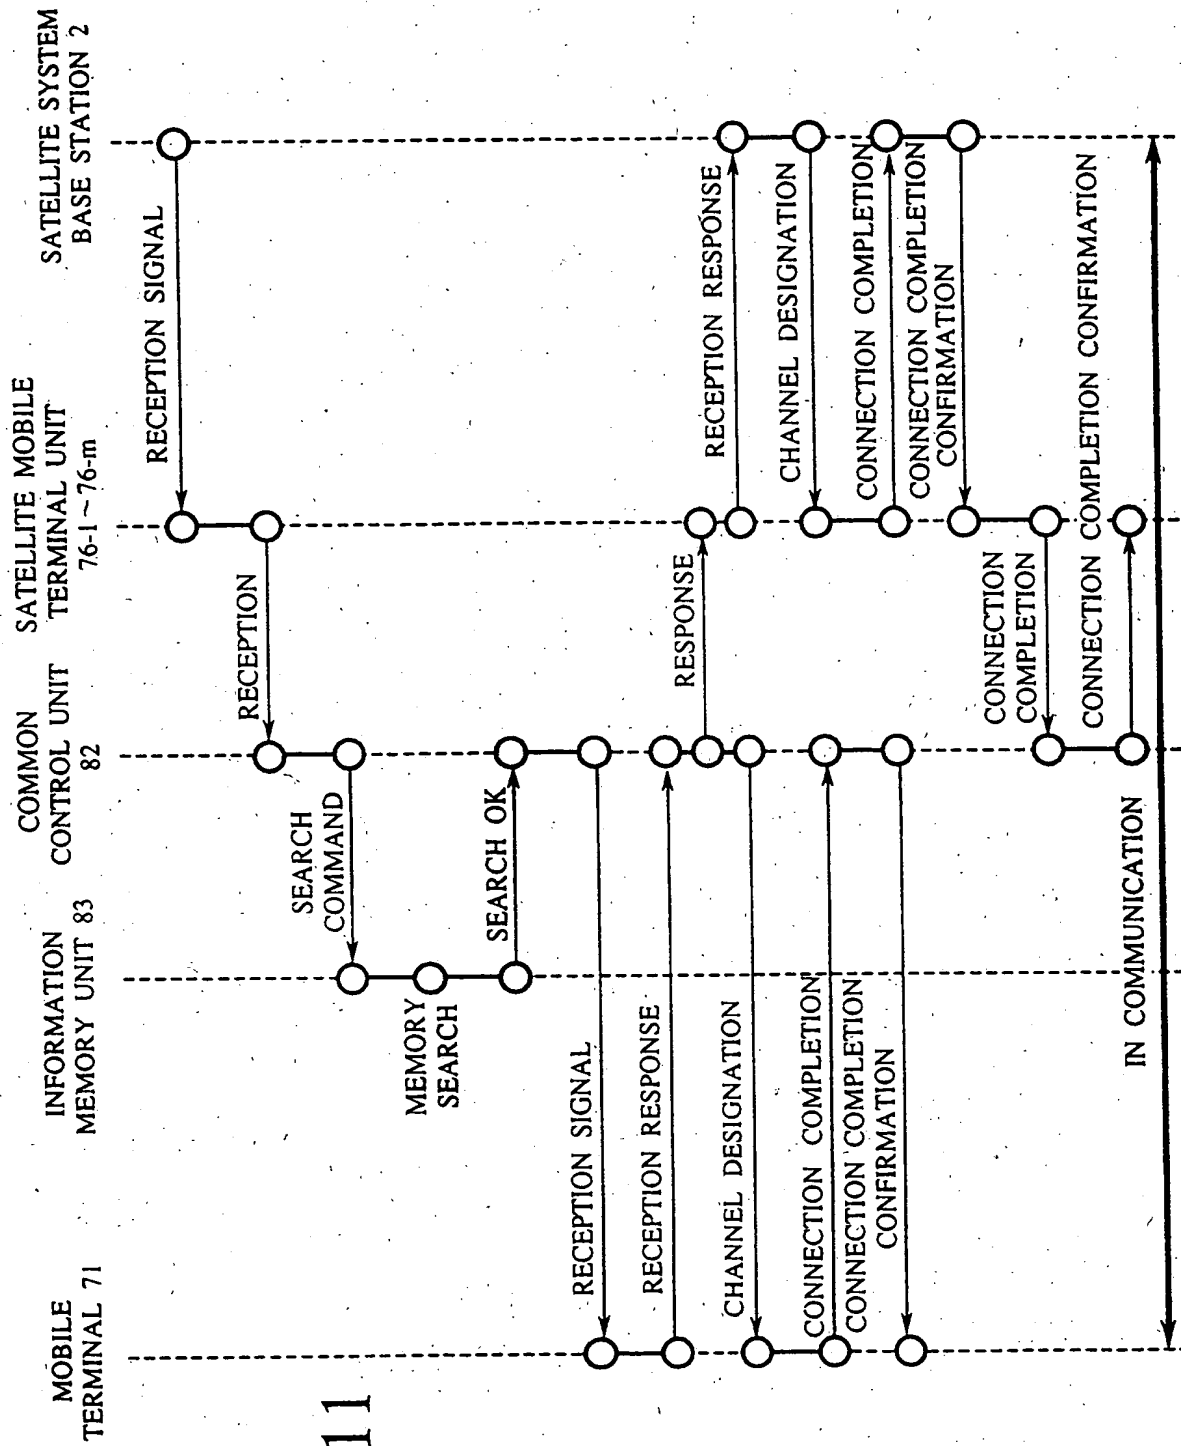 MOBILE
TERMINAL 71
INFORMATION
MEMORY UNIT 83
COMMON
CONTROL UNIT
82
SATELLITE MOBILE
TERMINAL UNIT
76-1 ~ 76-m
SATELLITE SYSTEM
BASE STATION 2
RECEPTION SIGNAL
RECEPTION
SEARCH
COMMAND
MEMORY
SEARCH
SEARCH OK
RECEPTION SIGNAL
RECEPTION RESPONSE
RESPONSE
RECEPTION RESPONSE
CHANNEL DESIGNATION
CHANNEL DESIGNATION
CONNECTION COMPLETION
CONNECTION COMPLETION
CONFIRMATION
CONNECTION COMPLETION
CONNECTION COMPLETION
CONFIRMATION
CONNECTION
COMPLETION
CONNECTION COMPLETION CONFIRMATION
IN COMMUNICATION
11